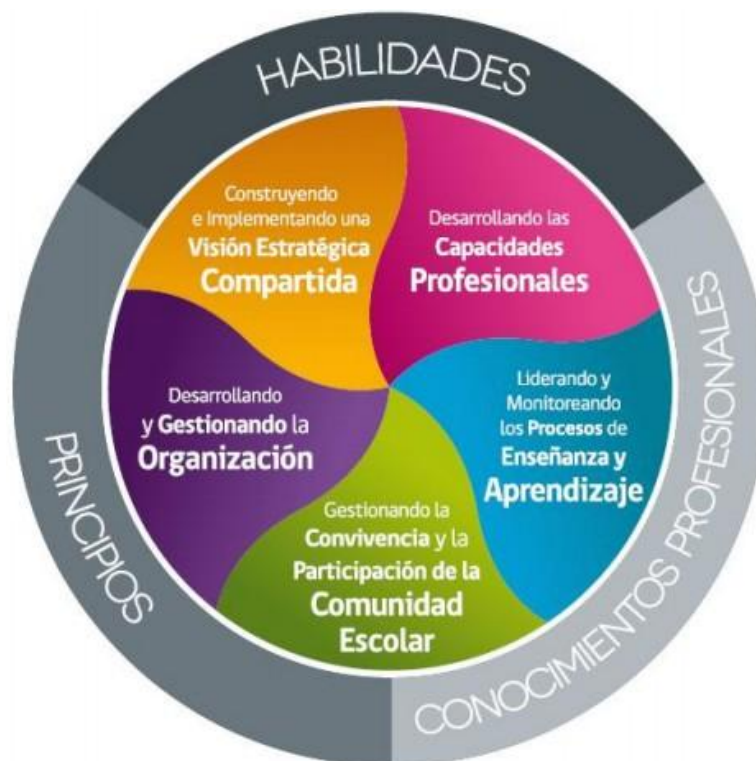 HABILIDADES
Construyendo
e Implementando una
Visión Estratégica
Compartida
Desarrollando las
Capacidades
Profesionales
Desarrollando
y Gestionando la
Organización
Liderando y
Monitoreando
los Procesos de
Enseñanza y
Aprendizaje
Gestionando la
Convivencia y la
Participación de la
Comunidad
Escolar
PRINCIPIOS
CONOCIMIENTOS PROFESIONALES